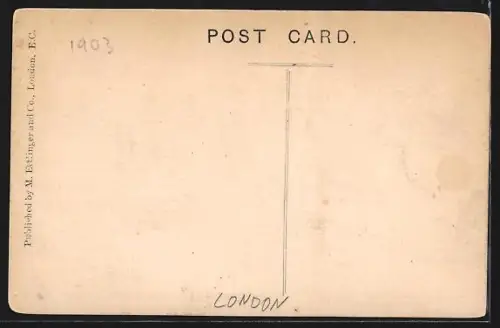 1903
POST CARD.
Published by M. Ettlinger and Co., London, E.C.
LONDON